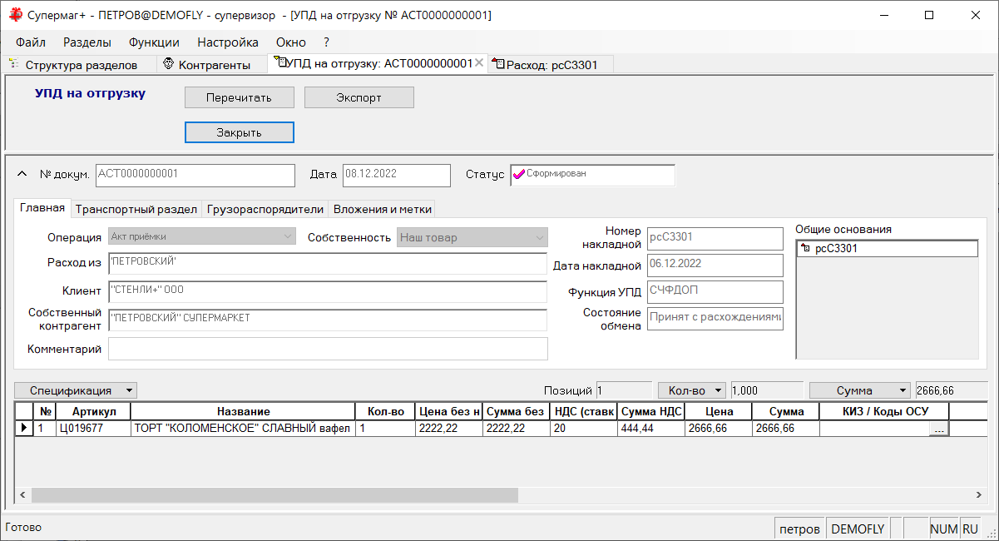 Супермаг+ - ПЕТРОВ@DEMOFLY - супервизор - [УПД на отгрузку № АСТ0000000001]
Файл Разделы Функции Настройка Окно ?
Структура разделов Контрагенты УПД на отгрузку: АСТ0000000001 Расход: рсС3301
УПД на отгрузку Перечитать Экспорт
Закрыть
№ докум. АСТ0000000001 Дата 08.12.2022 Статус Сформирован
Главная Транспортный раздел Грузораспорядители Вложения и метки
Операция Акт приёмки Собственность Наш товар Номер накладной рсС3301 Общие основания
рсС3301
Расход из 'ПЕТРОВСКИЙ' Дата накладной 06.12.2022
Клиент "СТЕНЛИ+" ООО Функция УПД СЧФДОП
Собственный контрагент "ПЕТРОВСКИЙ" СУПЕРМАРКЕТ Состояние обмена Принят с расхождениями
Комментарий
Спецификация Позиций 1 Кол-во 1,000 Сумма 2666,66
№ Артикул Название Кол-во Цена без н Сумма без НДС (ставк Сумма НДС Цена Сумма КИЗ / Коды ОСУ
1 Ц019677 ТОРТ "КОЛОМЕНСКОЕ" СЛАВНЫЙ вафел 1 2222,22 2222,22 20 444,44 2666,66 2666,66 ...
Готово петров DEMOFLY NUM RU